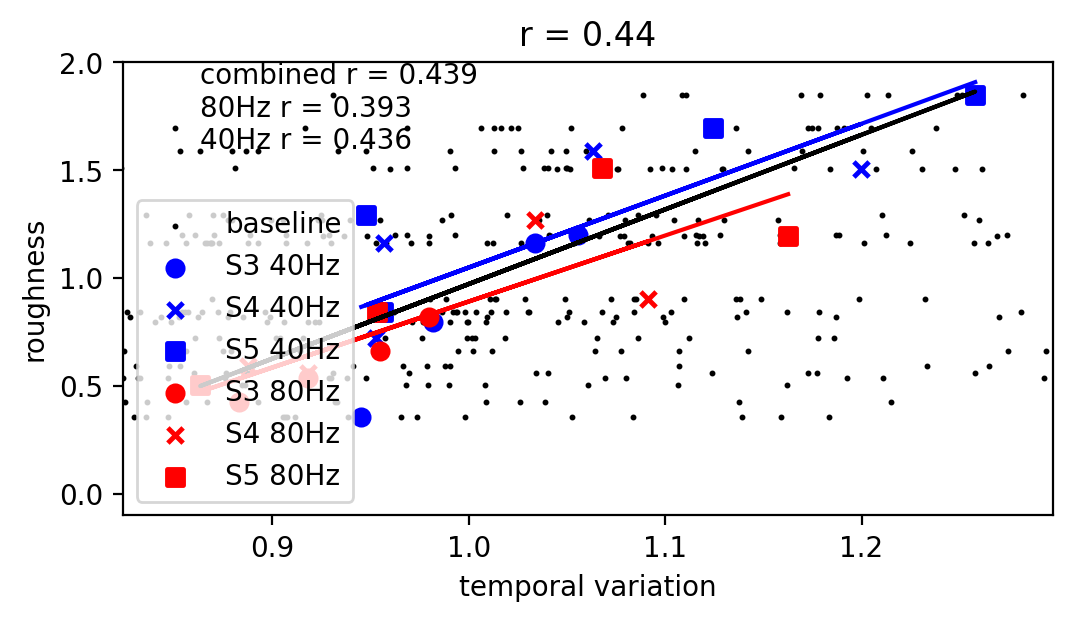 r = 0.44
combined r = 0.439
80Hz r = 0.393
40Hz r = 0.436
2.0
1.5
1.0
0.5
0.0
roughness
baseline
S3 40Hz
S4 40Hz
S5 40Hz
S3 80Hz
S4 80Hz
S5 80Hz
0.9 1.0 1.1 1.2
temporal variation